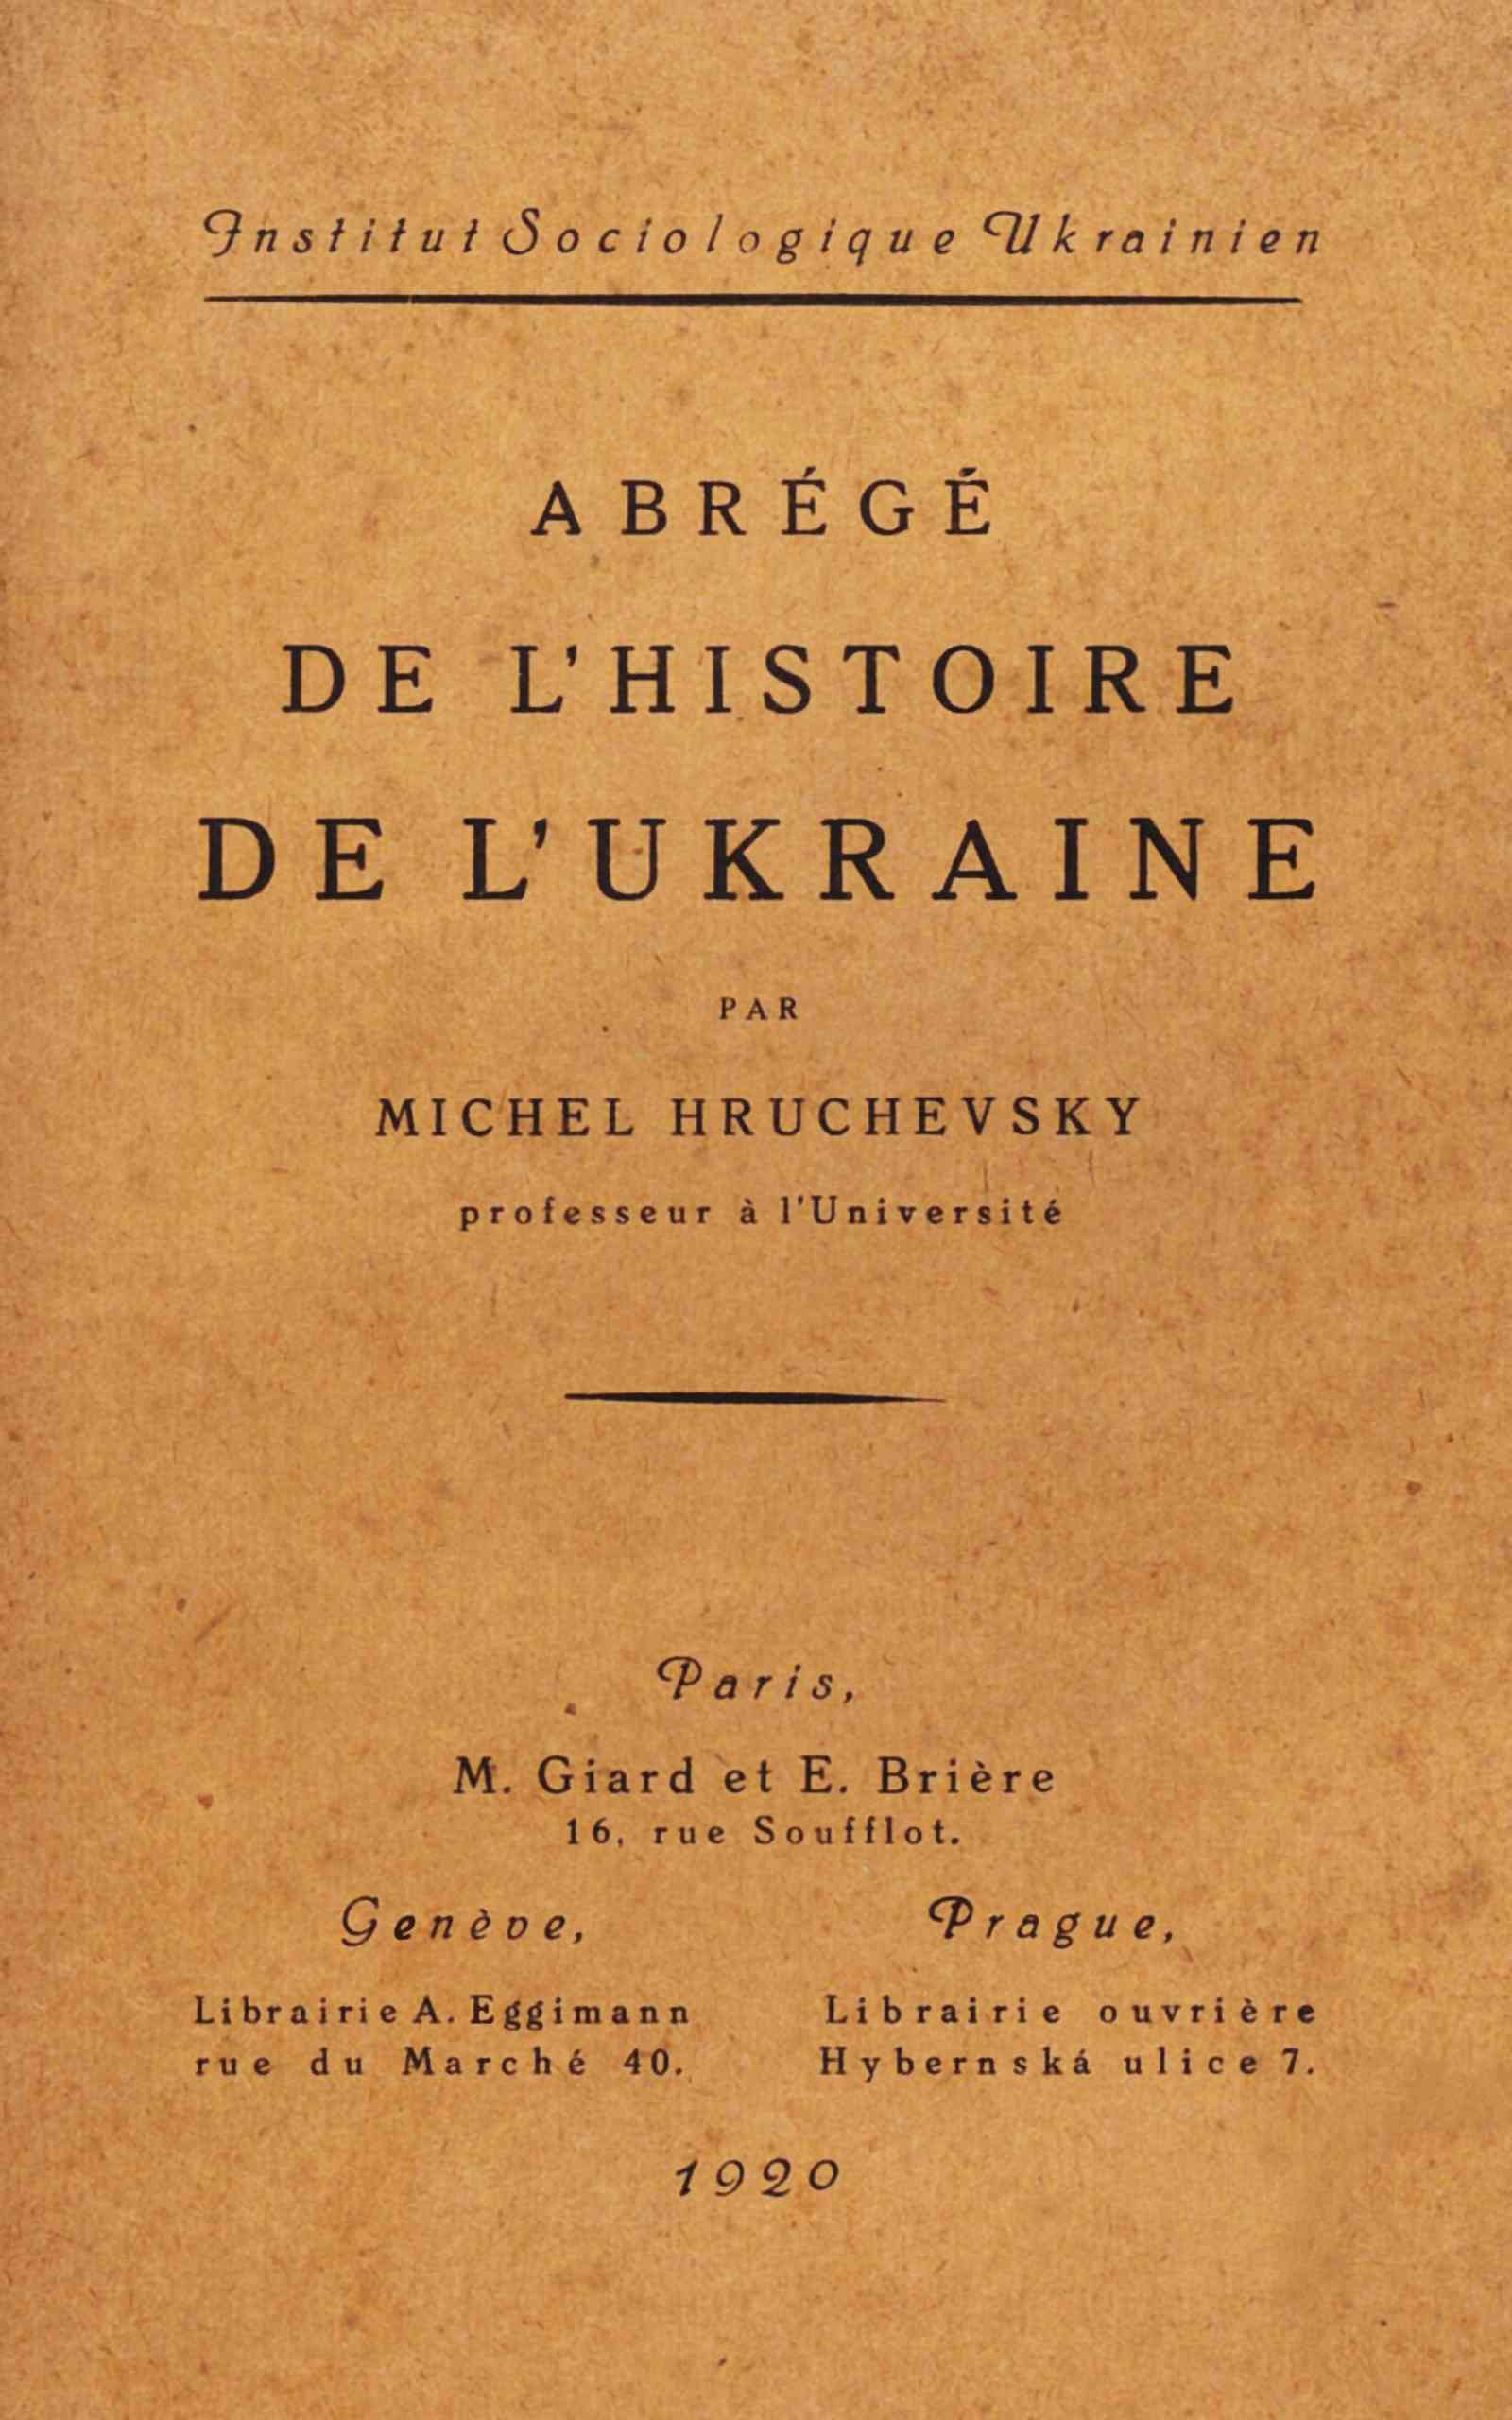 Institut Sociologique Ukrainien
ABRÉGÉ
DE L'HISTOIRE
DE L'UKRAINE
PAR
MICHEL HRUCHEVSKY
professeur à l'Université
Paris,
M. Giard et E. Brière
16, rue Soufflot.
Genève,
Librairie A. Eggimann
rue du Marché 40.
Prague,
Librairie ouvrière
Hybernská ulice 7.
1920